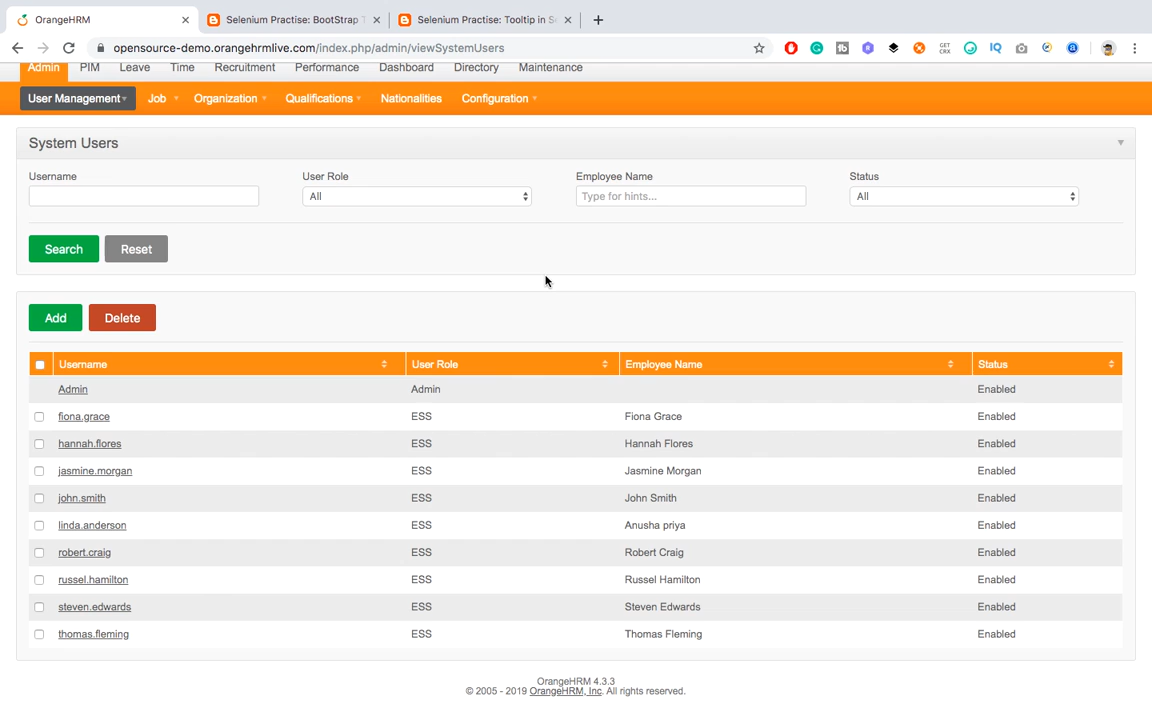 OrangeHRM
Selenium Practise: BootStrap T
Selenium Practise: Tooltip in Se
opensource-demo.orangehrmlive.com/index.php/admin/viewSystemUsers
GET CRX
IQ
Admin PIM Leave Time Recruitment Performance Dashboard Directory Maintenance
User Management Job Organization Qualifications Nationalities Configuration
System Users
Username User Role Employee Name Status
All Type for hints... All
Search Reset
Add Delete
Username User Role Employee Name Status
Admin Admin Enabled
fiona.grace ESS Fiona Grace Enabled
hannah.flores ESS Hannah Flores Enabled
jasmine.morgan ESS Jasmine Morgan Enabled
john.smith ESS John Smith Enabled
linda.anderson ESS Anusha priya Enabled
robert.craig ESS Robert Craig Enabled
russel.hamilton ESS Russel Hamilton Enabled
steven.edwards ESS Steven Edwards Enabled
thomas.fleming ESS Thomas Fleming Enabled
OrangeHRM 4.3.3
© 2005 - 2019 OrangeHRM, Inc. All rights reserved.